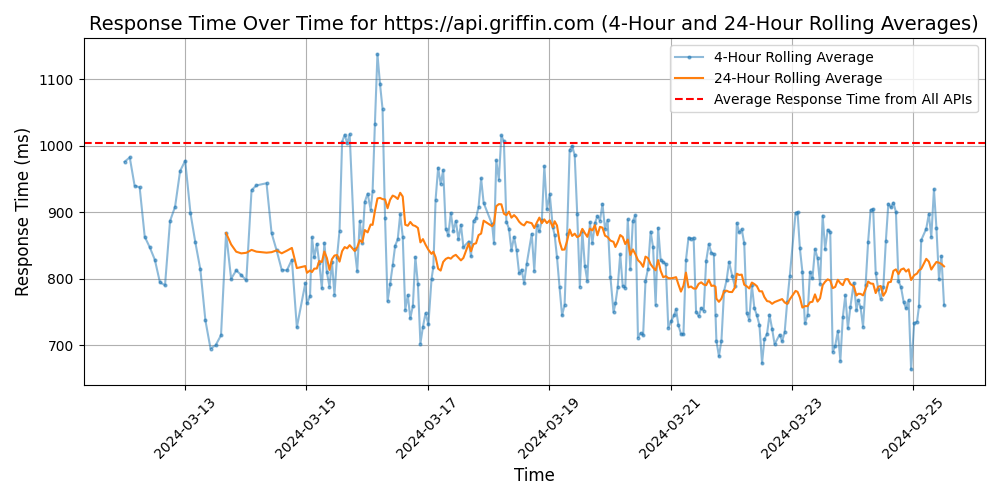 Response Time Over Time for https://api.griffin.com (4-Hour and 24-Hour Rolling Averages)
4-Hour Rolling Average
24-Hour Rolling Average
Average Response Time from All APIs
Response Time (ms)
1100
1000
900
800
700
2024-03-13
2024-03-15
2024-03-17
2024-03-19
2024-03-21
2024-03-23
2024-03-25
Time